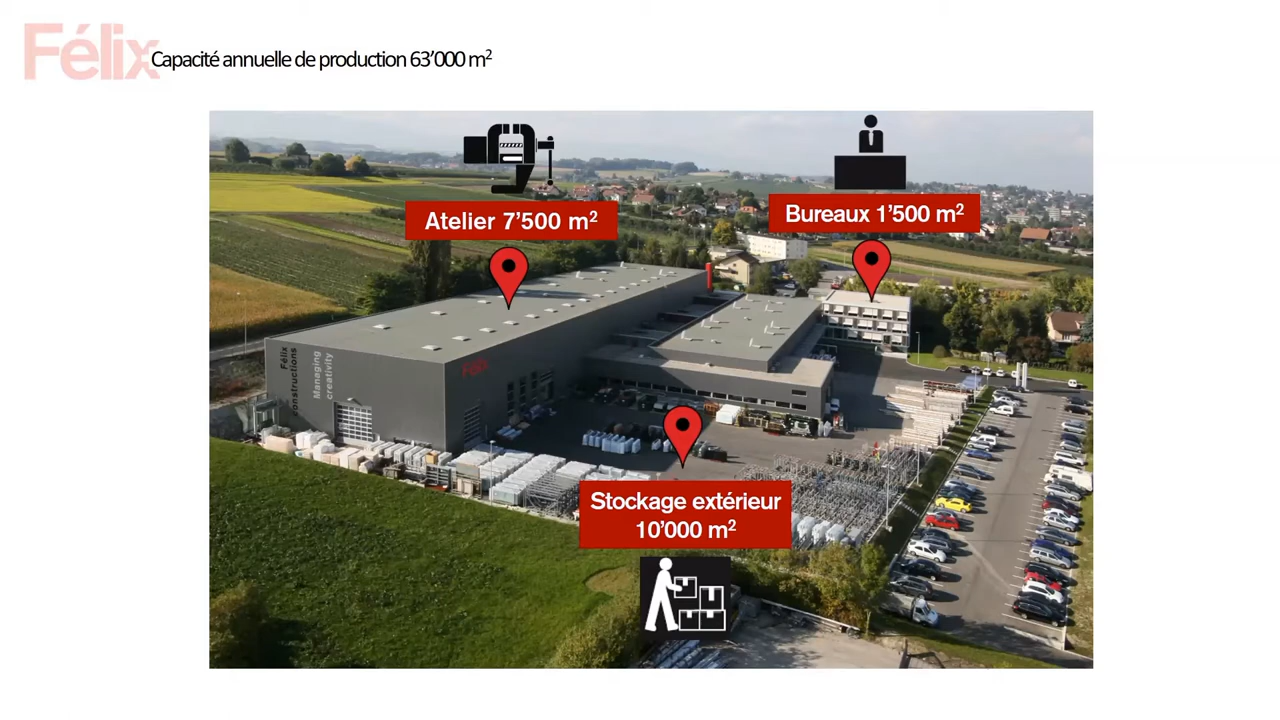 Félix
Capacité annuelle de production 63’000 m²
Atelier 7’500 m²
Bureaux 1’500 m²
Félix
constructions
Managing
creativity
Félix
Stockage extérieur
10’000 m²